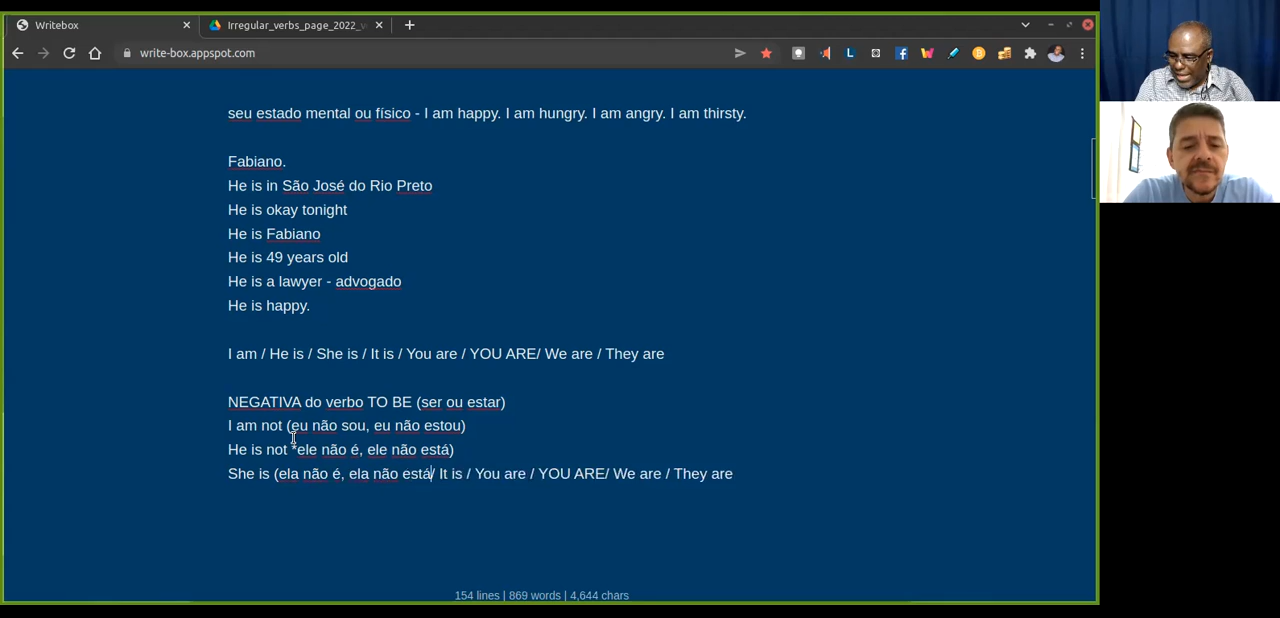 Writebox
Irregular_verbs_page_2022_
write-box.appspot.com
seu estado mental ou físico - I am happy. I am hungry. I am angry. I am thirsty.
Fabiano.
He is in São José do Rio Preto
He is okay tonight
He is Fabiano
He is 49 years old
He is a lawyer - advogado
He is happy.
I am / He is / She is / It is / You are / YOU ARE/ We are / They are
NEGATIVA do verbo TO BE (ser ou estar)
I am not (eu não sou, eu não estou)
He is not *ele não é, ele não está)
She is (ela não é, ela não está/ It is / You are / YOU ARE/ We are / They are
154 lines | 869 words | 4,644 chars